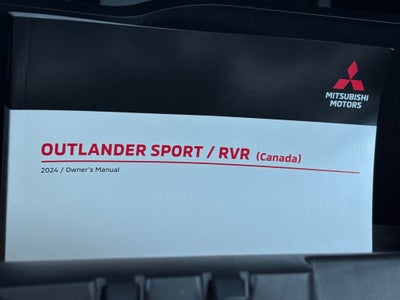 MITSUBISHI
MOTORS
OUTLANDER SPORT / RVR (Canada)
2024 / Owner's Manual